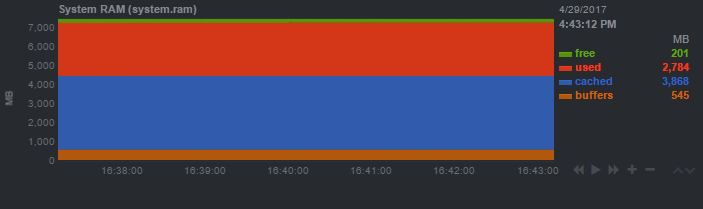 System RAM (system.ram)
4/29/2017
4:43:12 PM
MB
free 201
used 2,784
cached 3,868
buffers 545
MB
7,000
6,000
5,000
4,000
3,000
2,000
1,000
0
16:38:00 16:39:00 16:40:00 16:41:00 16:42:00 16:43:00